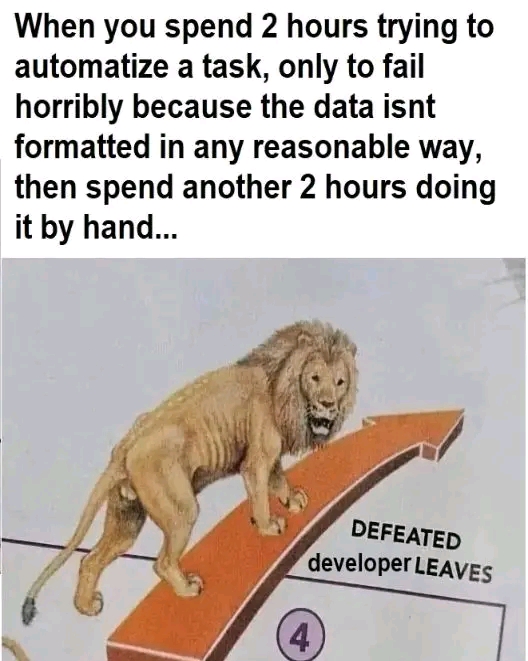 When you spend 2 hours trying to
automatize a task, only to fail
horribly because the data isnt
formatted in any reasonable way,
then spend another 2 hours doing
it by hand...
DEFEATED
developer LEAVES
4